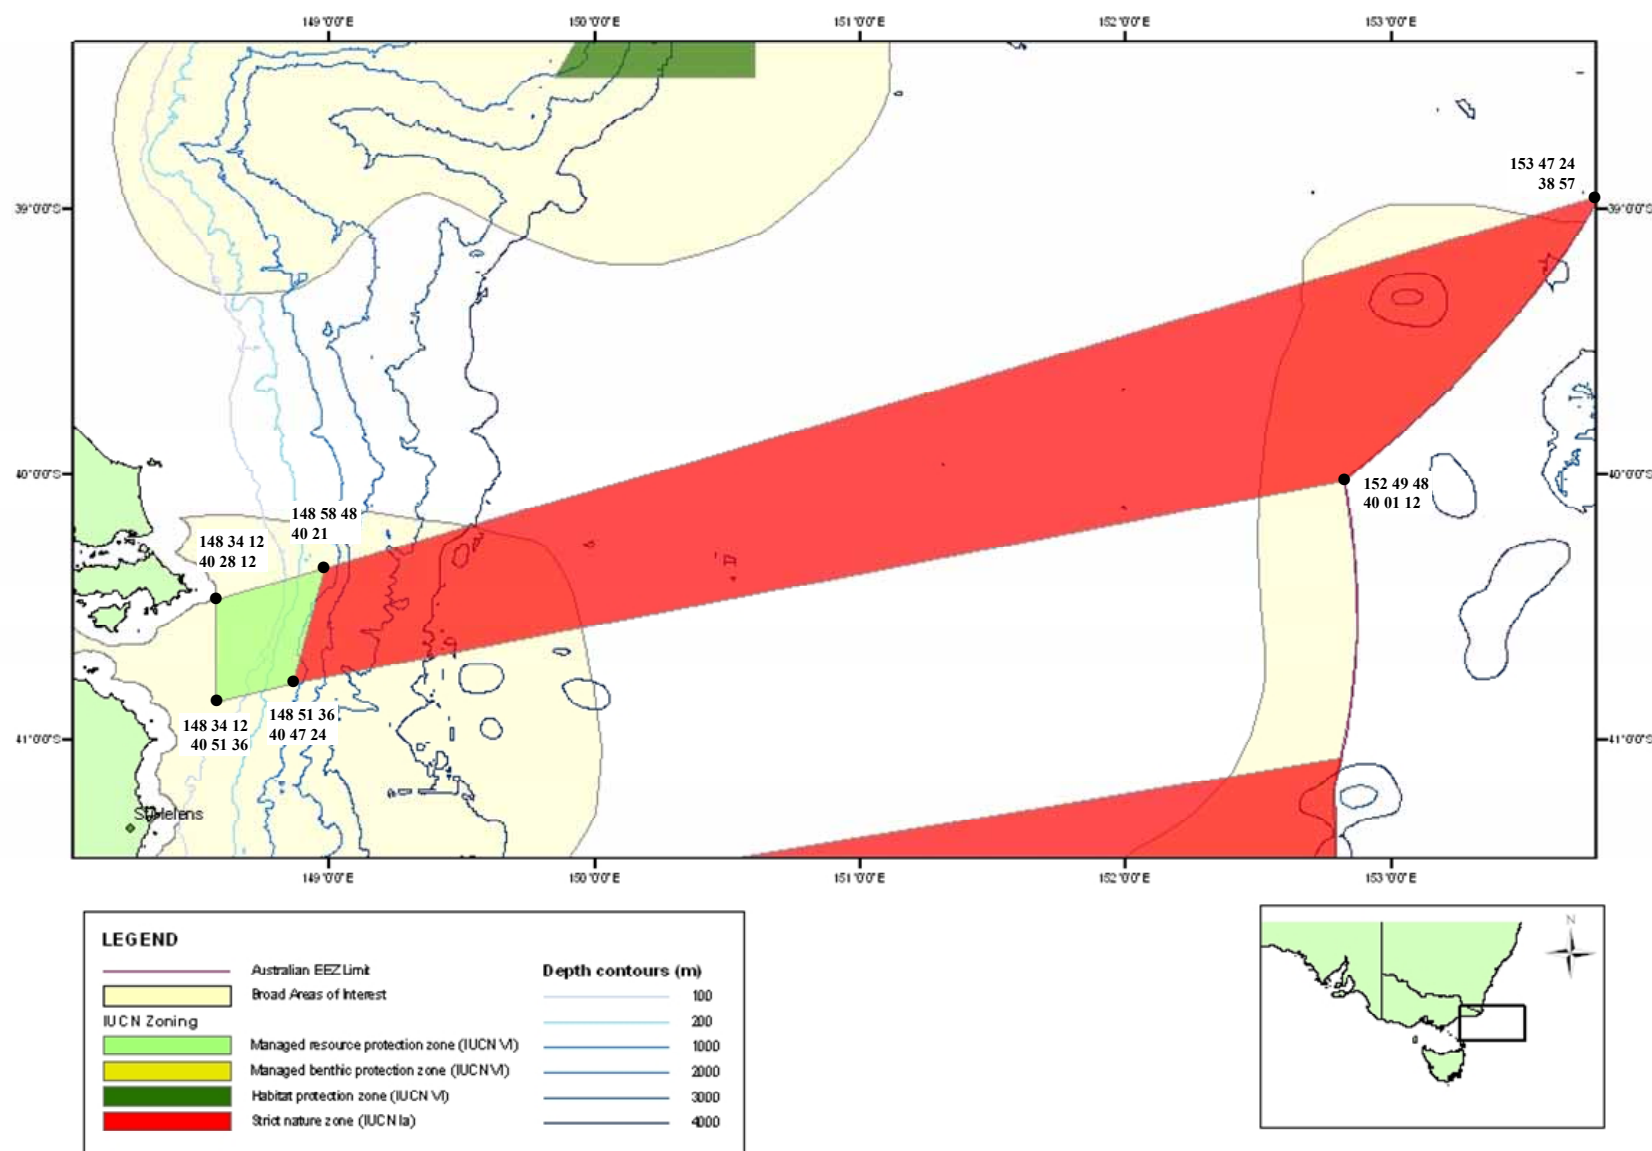 149°0'0"E 150°0'0"E 151°0'0"E 152°0'0"E 153°0'0"E
153 47 24
38 57
39°0'0"S 39°0'0"S
40°0'0"S 40°0'0"S
152 49 48
40 01 12
148 58 48
40 21
148 34 12
40 28 12
148 51 36
40 47 24
148 34 12
40 51 36
41°0'0"S 41°0'0"S
St Helens
149°0'0"E 150°0'0"E 151°0'0"E 152°0'0"E 153°0'0"E
LEGEND
Australian EEZ Limit
Broad Areas of Interest
IUCN Zoning
Managed resource protection zone (IUCN VI)
Managed benthic protection zone (IUCN VI)
Habitat protection zone (IUCN VI)
Strict nature zone (IUCN Ia)
Depth contours (m)
100
200
1000
2000
3000
4000
N